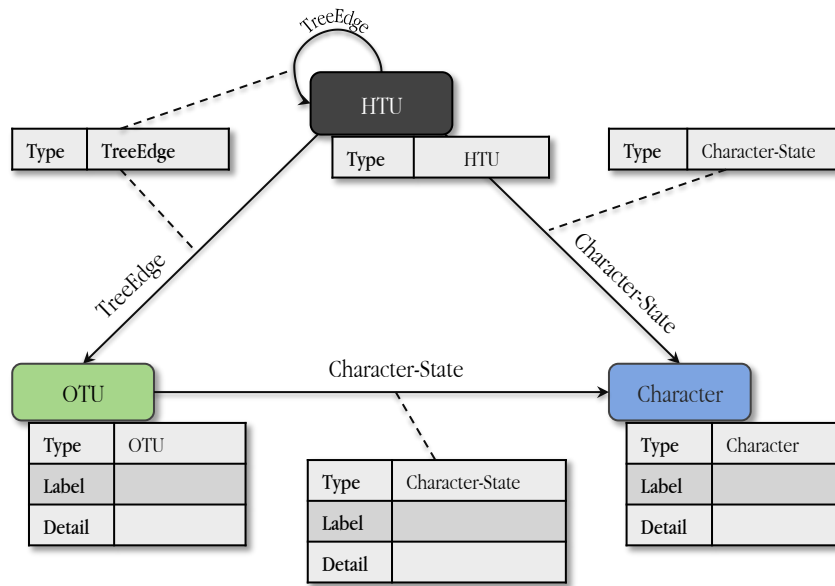 TreeEdge
HTU
Type HTU
Type TreeEdge
Type Character-State
TreeEdge
Character-State
OTU
Character-State
Character
Type OTU
Label
Detail
Type Character-State
Label
Detail
Type Character
Label
Detail